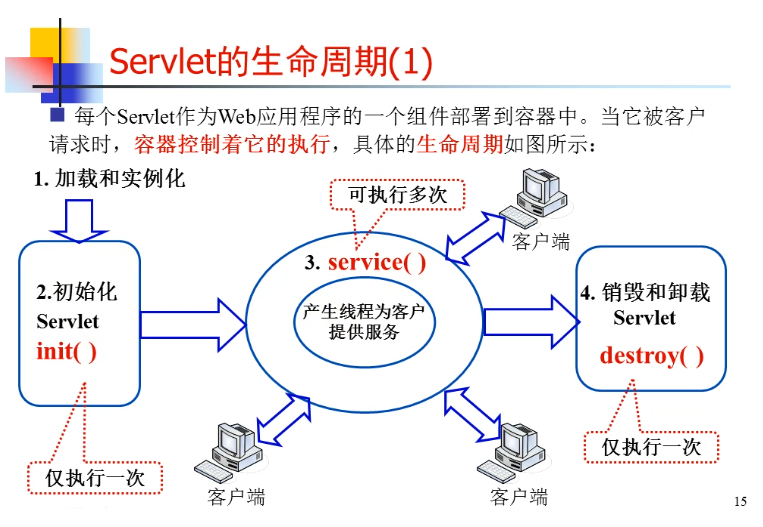 Servlet的生命周期(1)
每个Servlet作为Web应用程序的一个组件部署到容器中。当它被客户
请求时，容器控制着它的执行，具体的生命周期如图所示：
1. 加载和实例化
可执行多次
客户端
2.初始化
Servlet
init( )
3. service( )
产生线程为客户
提供服务
4. 销毁和卸载
Servlet
destroy( )
仅执行一次
客户端
客户端
仅执行一次
15